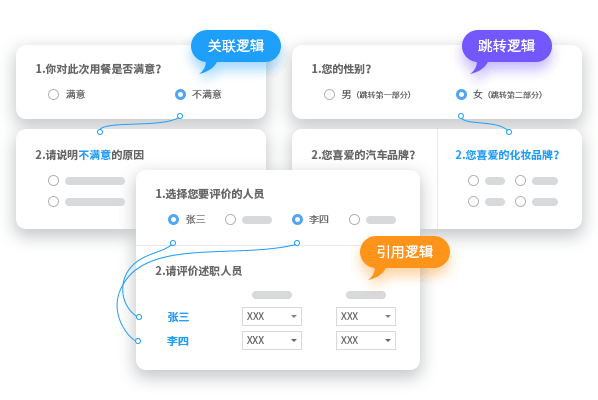 关联逻辑
1.你对此次用餐是否满意?
满意
不满意
2.请说明不满意的原因
跳转逻辑
1.您的性别?
男（跳转第一部分）
女（跳转第二部分）
2.您喜爱的汽车品牌?
2.您喜爱的化妆品牌?
1.选择您要评价的人员
张三
李四
引用逻辑
2.请评价述职人员
张三 XXX XXX
李四 XXX XXX